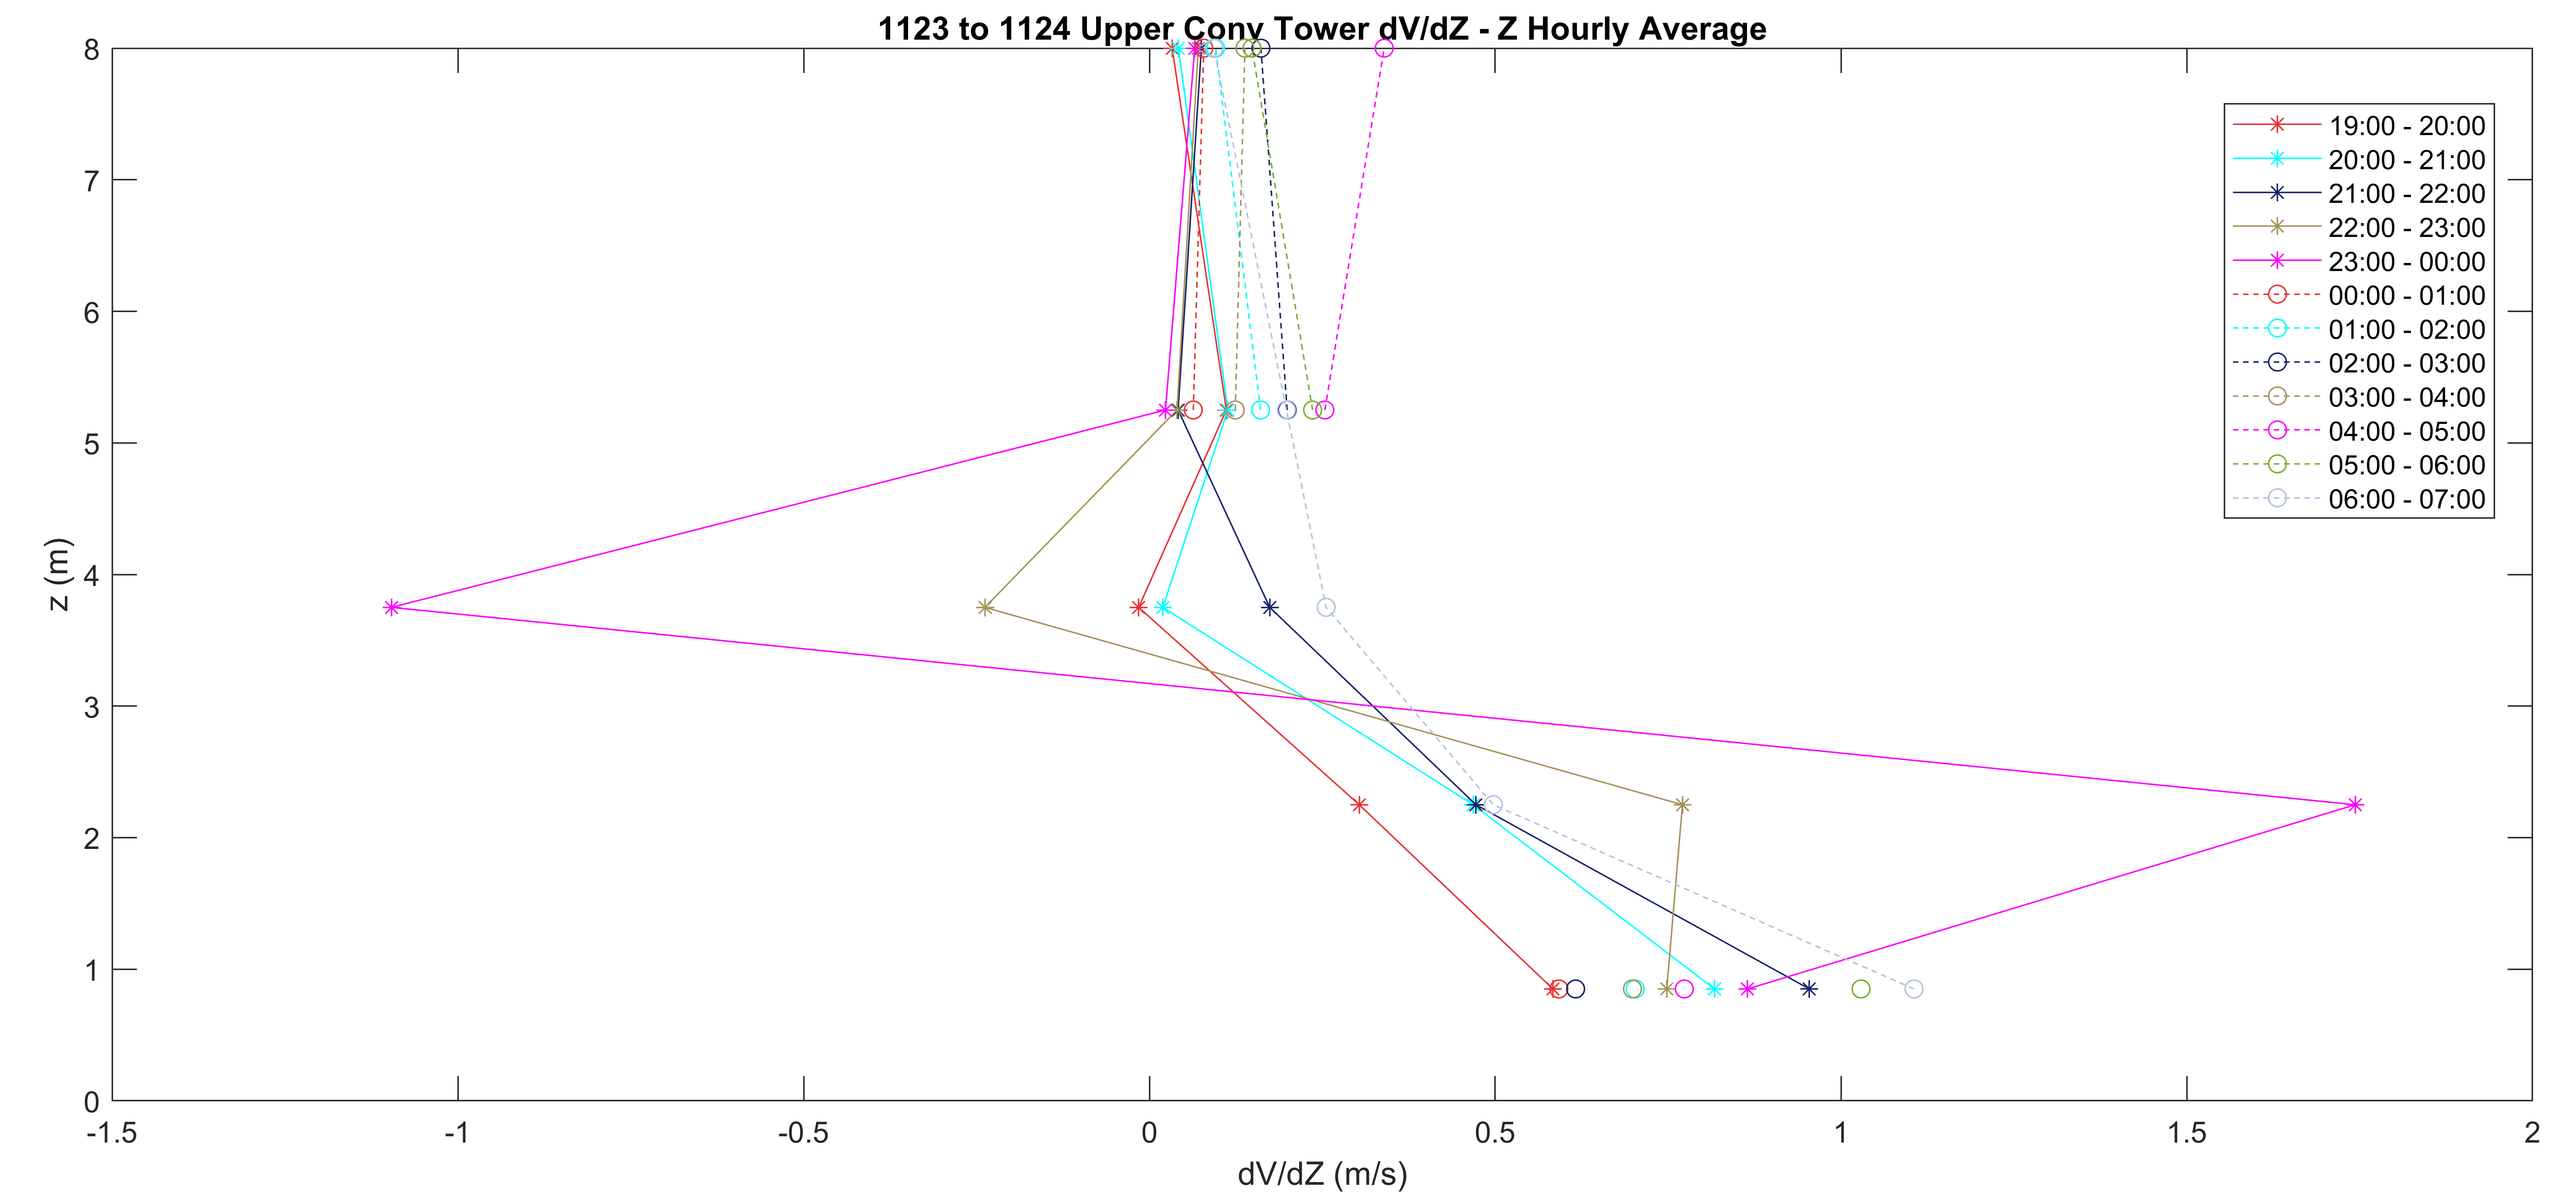 1123 to 1124 Upper Conv Tower dV/dZ - Z Hourly Average
8
7
6
5
4
3
2
1
0
z (m)
19:00 - 20:00
20:00 - 21:00
21:00 - 22:00
22:00 - 23:00
23:00 - 00:00
00:00 - 01:00
01:00 - 02:00
02:00 - 03:00
03:00 - 04:00
04:00 - 05:00
05:00 - 06:00
06:00 - 07:00
-1.5 -1 -0.5 0 0.5 1 1.5 2
dV/dZ (m/s)